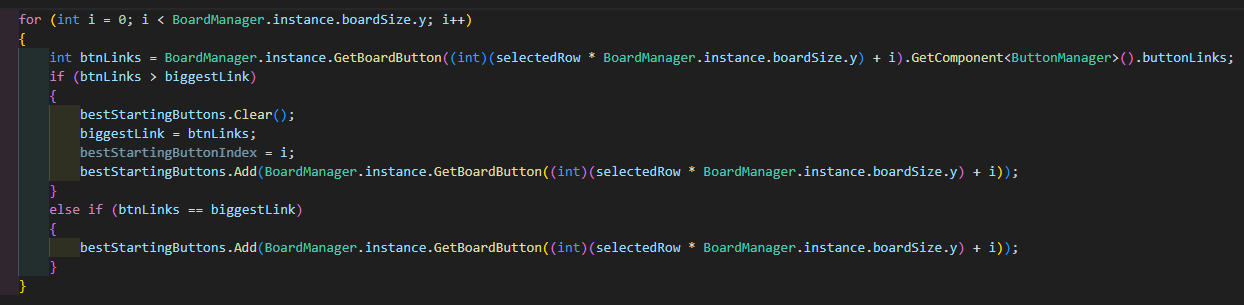 for (int i = 0; i < BoardManager.instance.boardSize.y; i++)
{
int btnLinks = BoardManager.instance.GetBoardButton((int)(selectedRow * BoardManager.instance.boardSize.y) + i).GetComponent<ButtonManager>().buttonLinks;
if (btnLinks > biggestLink)
{
bestStartingButtons.Clear();
biggestLink = btnLinks;
bestStartingButtonIndex = i;
bestStartingButtons.Add(BoardManager.instance.GetBoardButton((int)(selectedRow * BoardManager.instance.boardSize.y) + i));
}
else if (btnLinks == biggestLink)
{
bestStartingButtons.Add(BoardManager.instance.GetBoardButton((int)(selectedRow * BoardManager.instance.boardSize.y) + i));
}
}